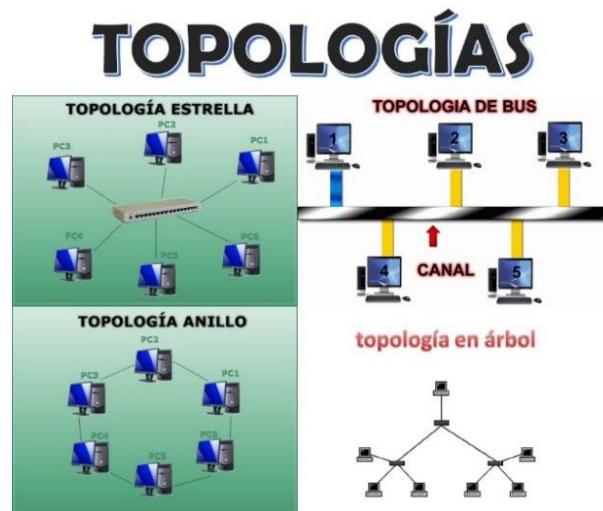 TOPOLOGÍAS
TOPOLOGÍA ESTRELLA
PC2
PC3
PC1
PC4
PC5
PC6
TOPOLOGIA DE BUS
1
2
3
4
CANAL
5
TOPOLOGÍA ANILLO
PC2
PC3
PC1
PC4
PC6
PC5
topología en árbol